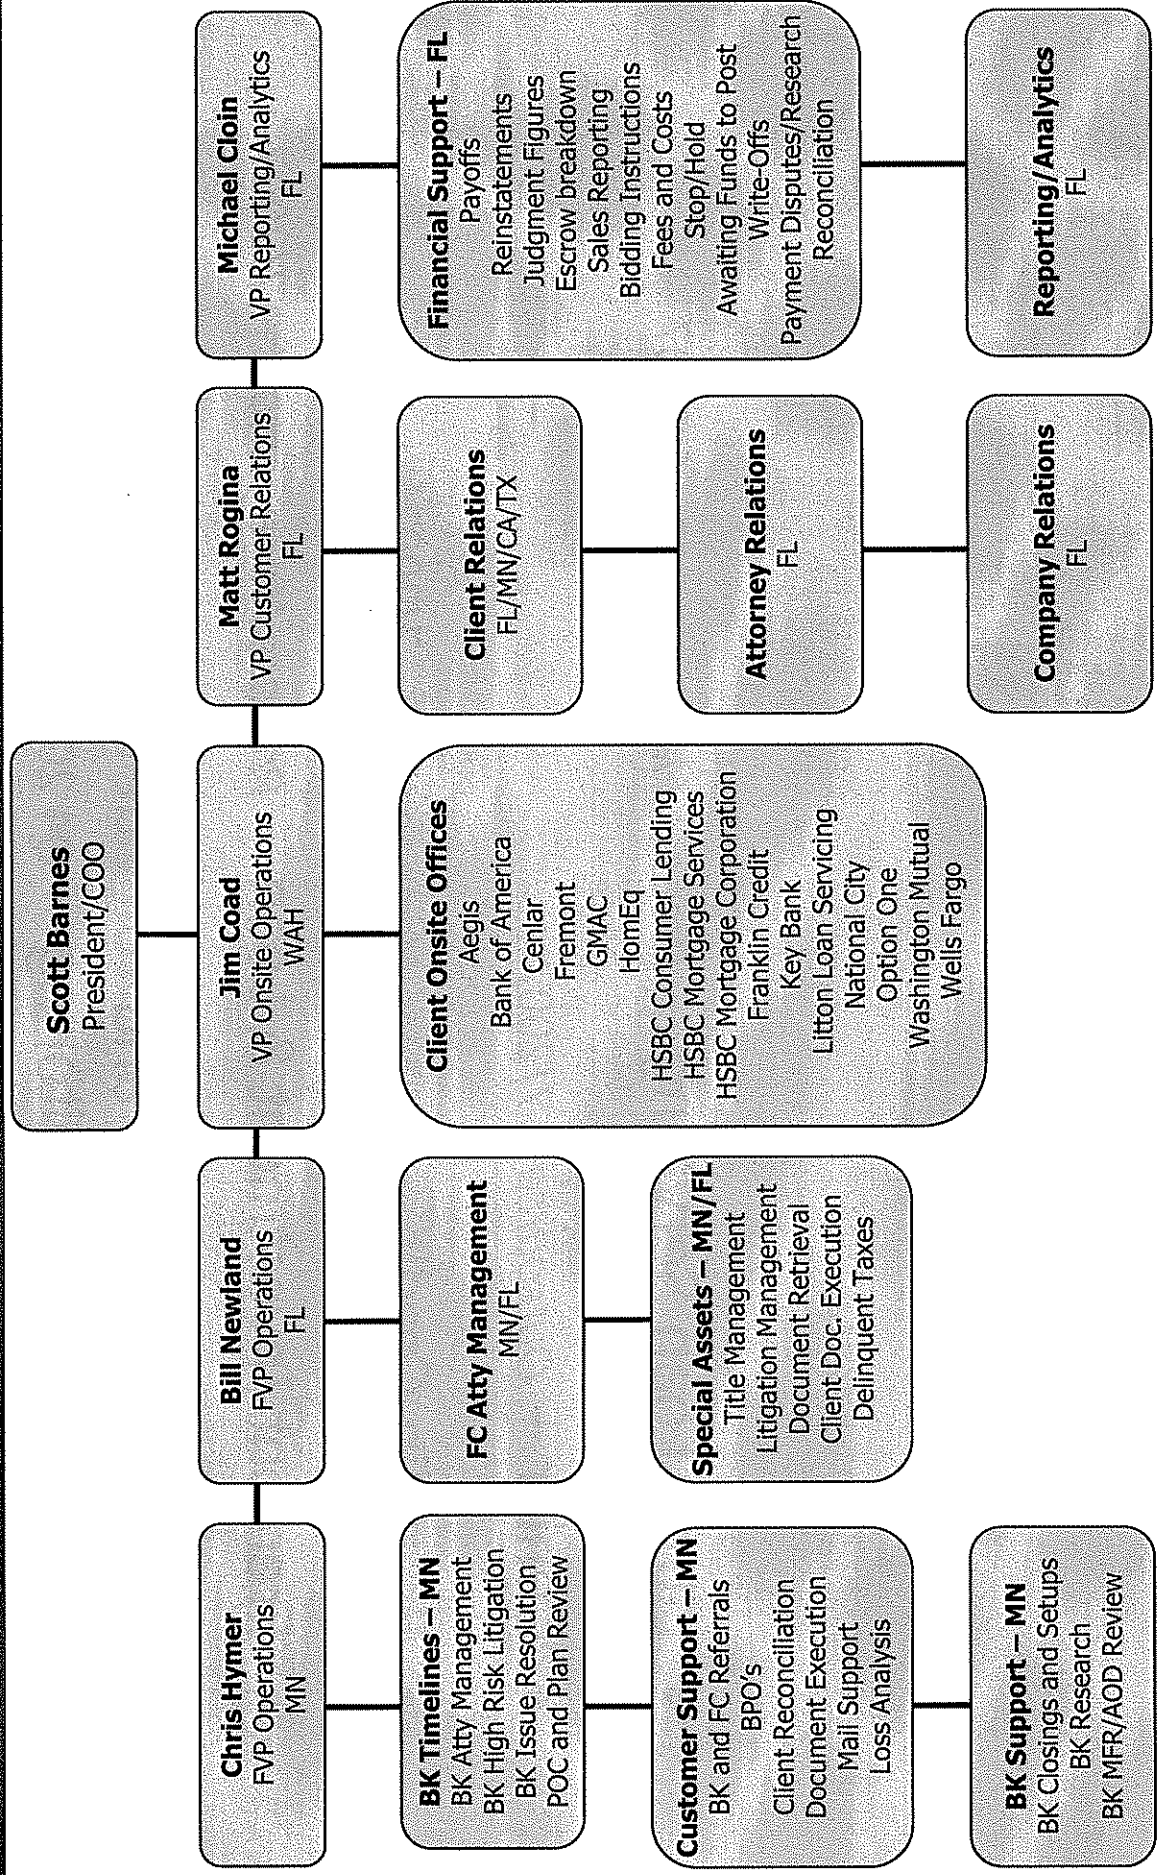 Scott Barnes
President/COO
Chris Hymer
FVP Operations
MN
Bill Newland
FVP Operations
FL
Jim Coad
VP Onsite Operations
WAH
Matt Rogina
VP Customer Relations
FL
Michael Cloin
VP Reporting/Analytics
FL
BK Timelines – MN
BK Atty Management
BK High Risk Litigation
BK Issue Resolution
POC and Plan Review
Customer Support – MN
BK and FC Referrals
BPO's
Client Reconciliation
Document Execution
Mail Support
Loss Analysis
BK Support – MN
BK Closings and Setups
BK Research
BK MFR/AOD Review
FC Atty Management
MN/FL
Special Assets – MN/FL
Title Management
Litigation Management
Document Retrieval
Client Doc. Execution
Delinquent Taxes
Client Onsite Offices
Aegis
Bank of America
Cenlar
Fremont
GMAC
HomEq
HSBC Consumer Lending
HSBC Mortgage Services
HSBC Mortgage Corporation
Franklin Credit
Key Bank
Litton Loan Servicing
National City
Option One
Washington Mutual
Wells Fargo
Client Relations
FL/MN/CA/TX
Attorney Relations
FL
Company Relations
FL
Financial Support – FL
Payoffs
Reinstatements
Judgment Figures
Escrow breakdown
Sales Reporting
Bidding Instructions
Fees and Costs
Stop/Hold
Awaiting Funds to Post
Write-Offs
Payment Disputes/Research
Reconciliation
Reporting/Analytics
FL